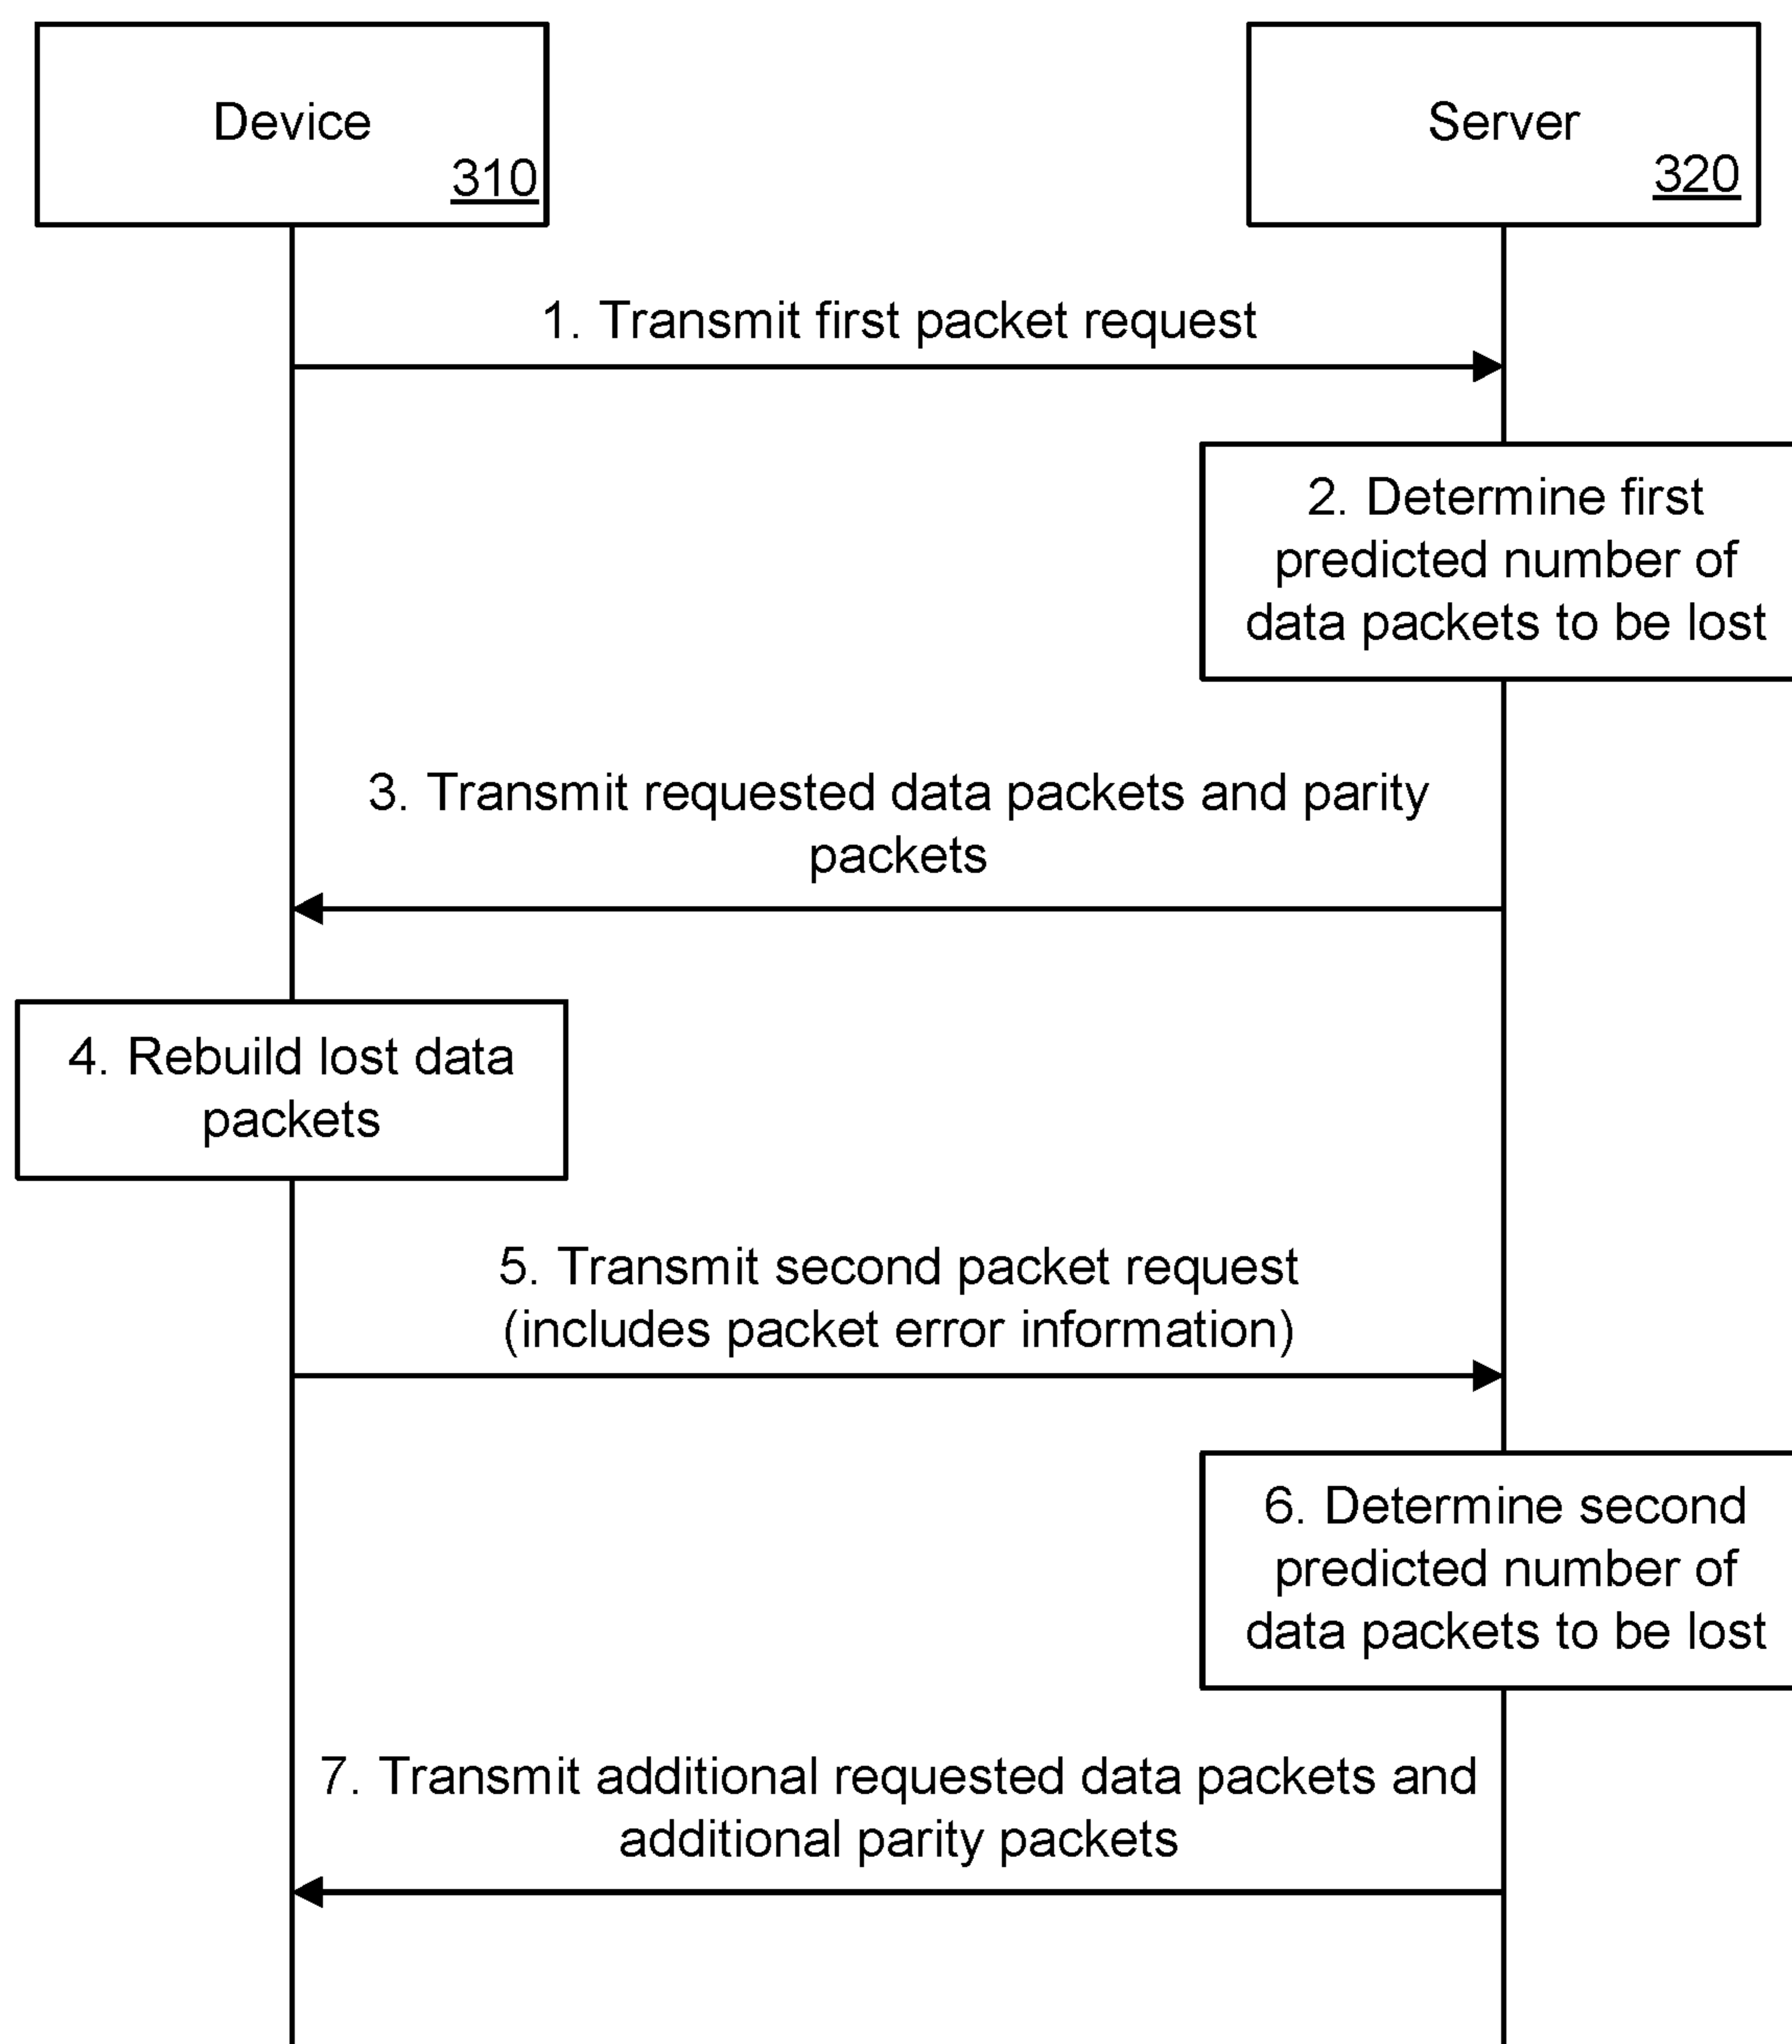 Device
310
Server
320
1. Transmit first packet request
2. Determine first
predicted number of
data packets to be lost
3. Transmit requested data packets and parity
packets
4. Rebuild lost data
packets
5. Transmit second packet request
(includes packet error information)
6. Determine second
predicted number of
data packets to be lost
7. Transmit additional requested data packets and
additional parity packets